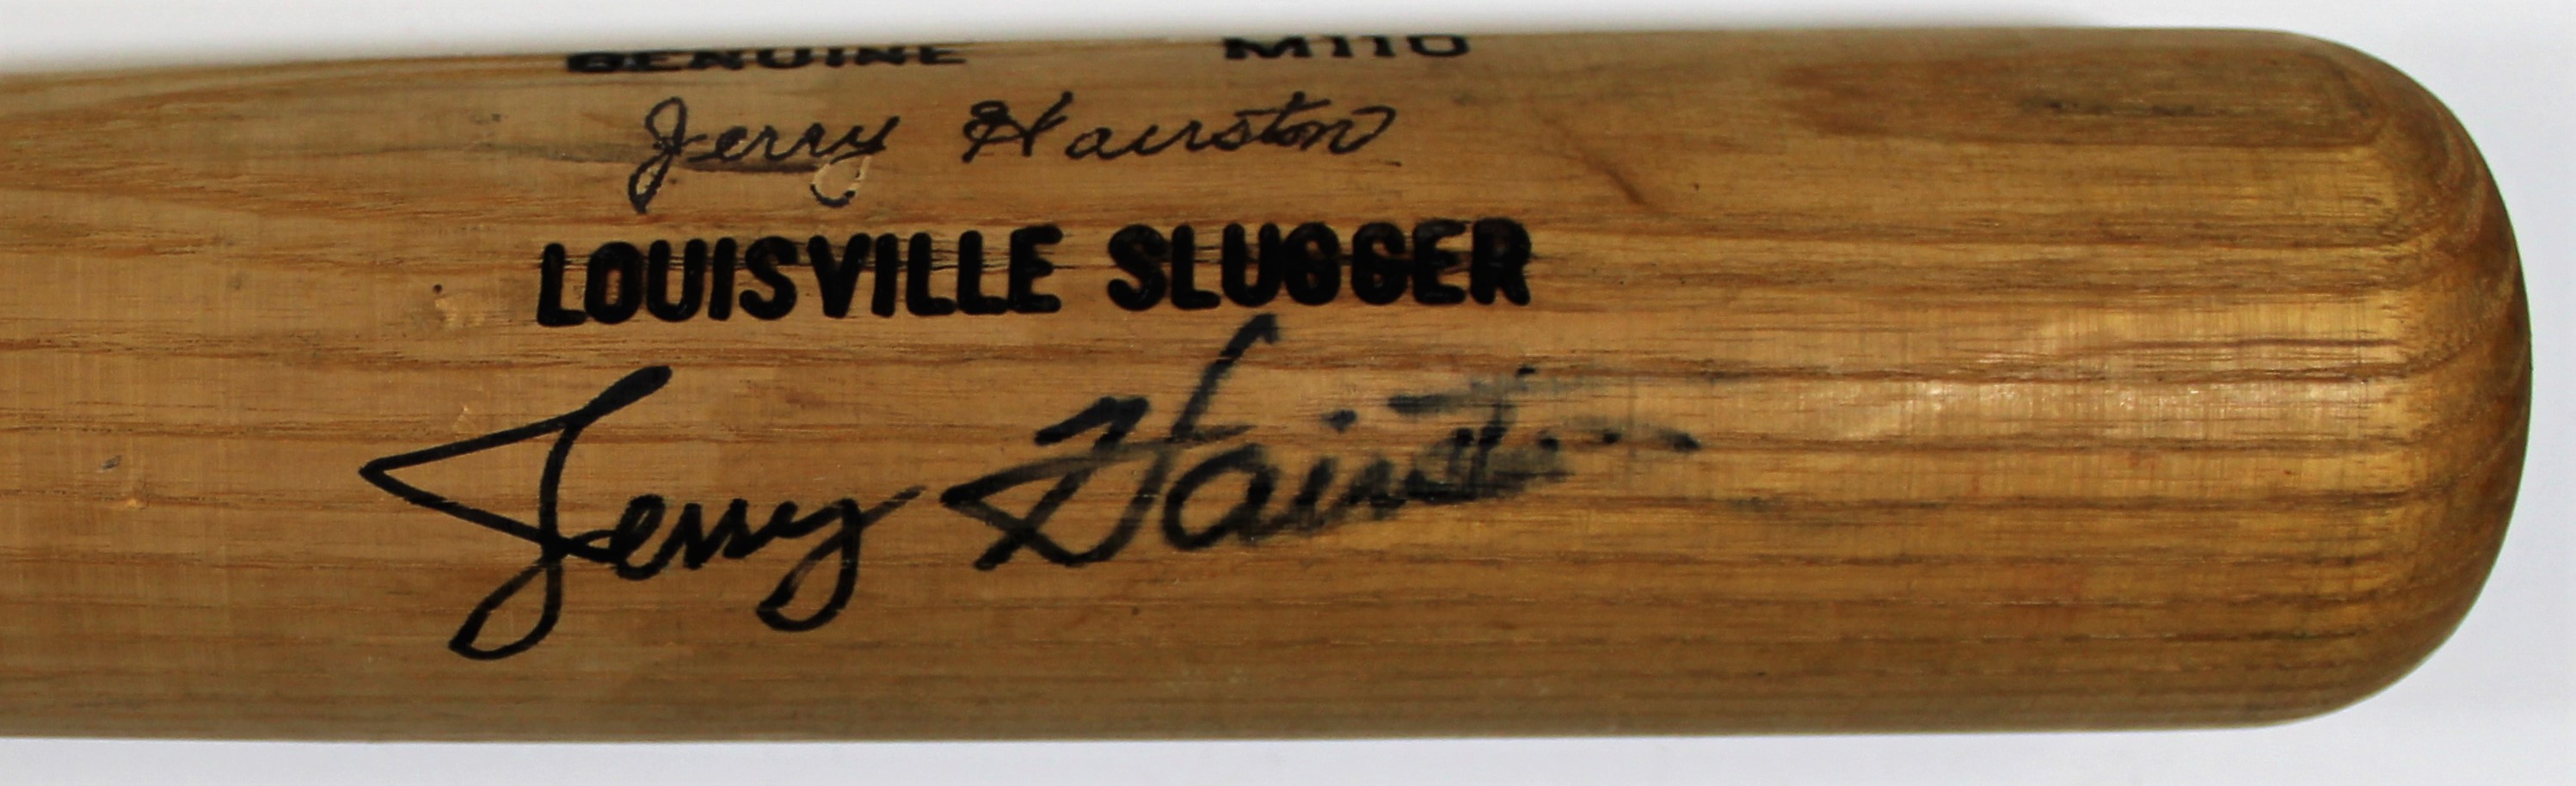 GENUINE M110
Jerry Hairston
LOUISVILLE SLUGGER
Jerry Hairston